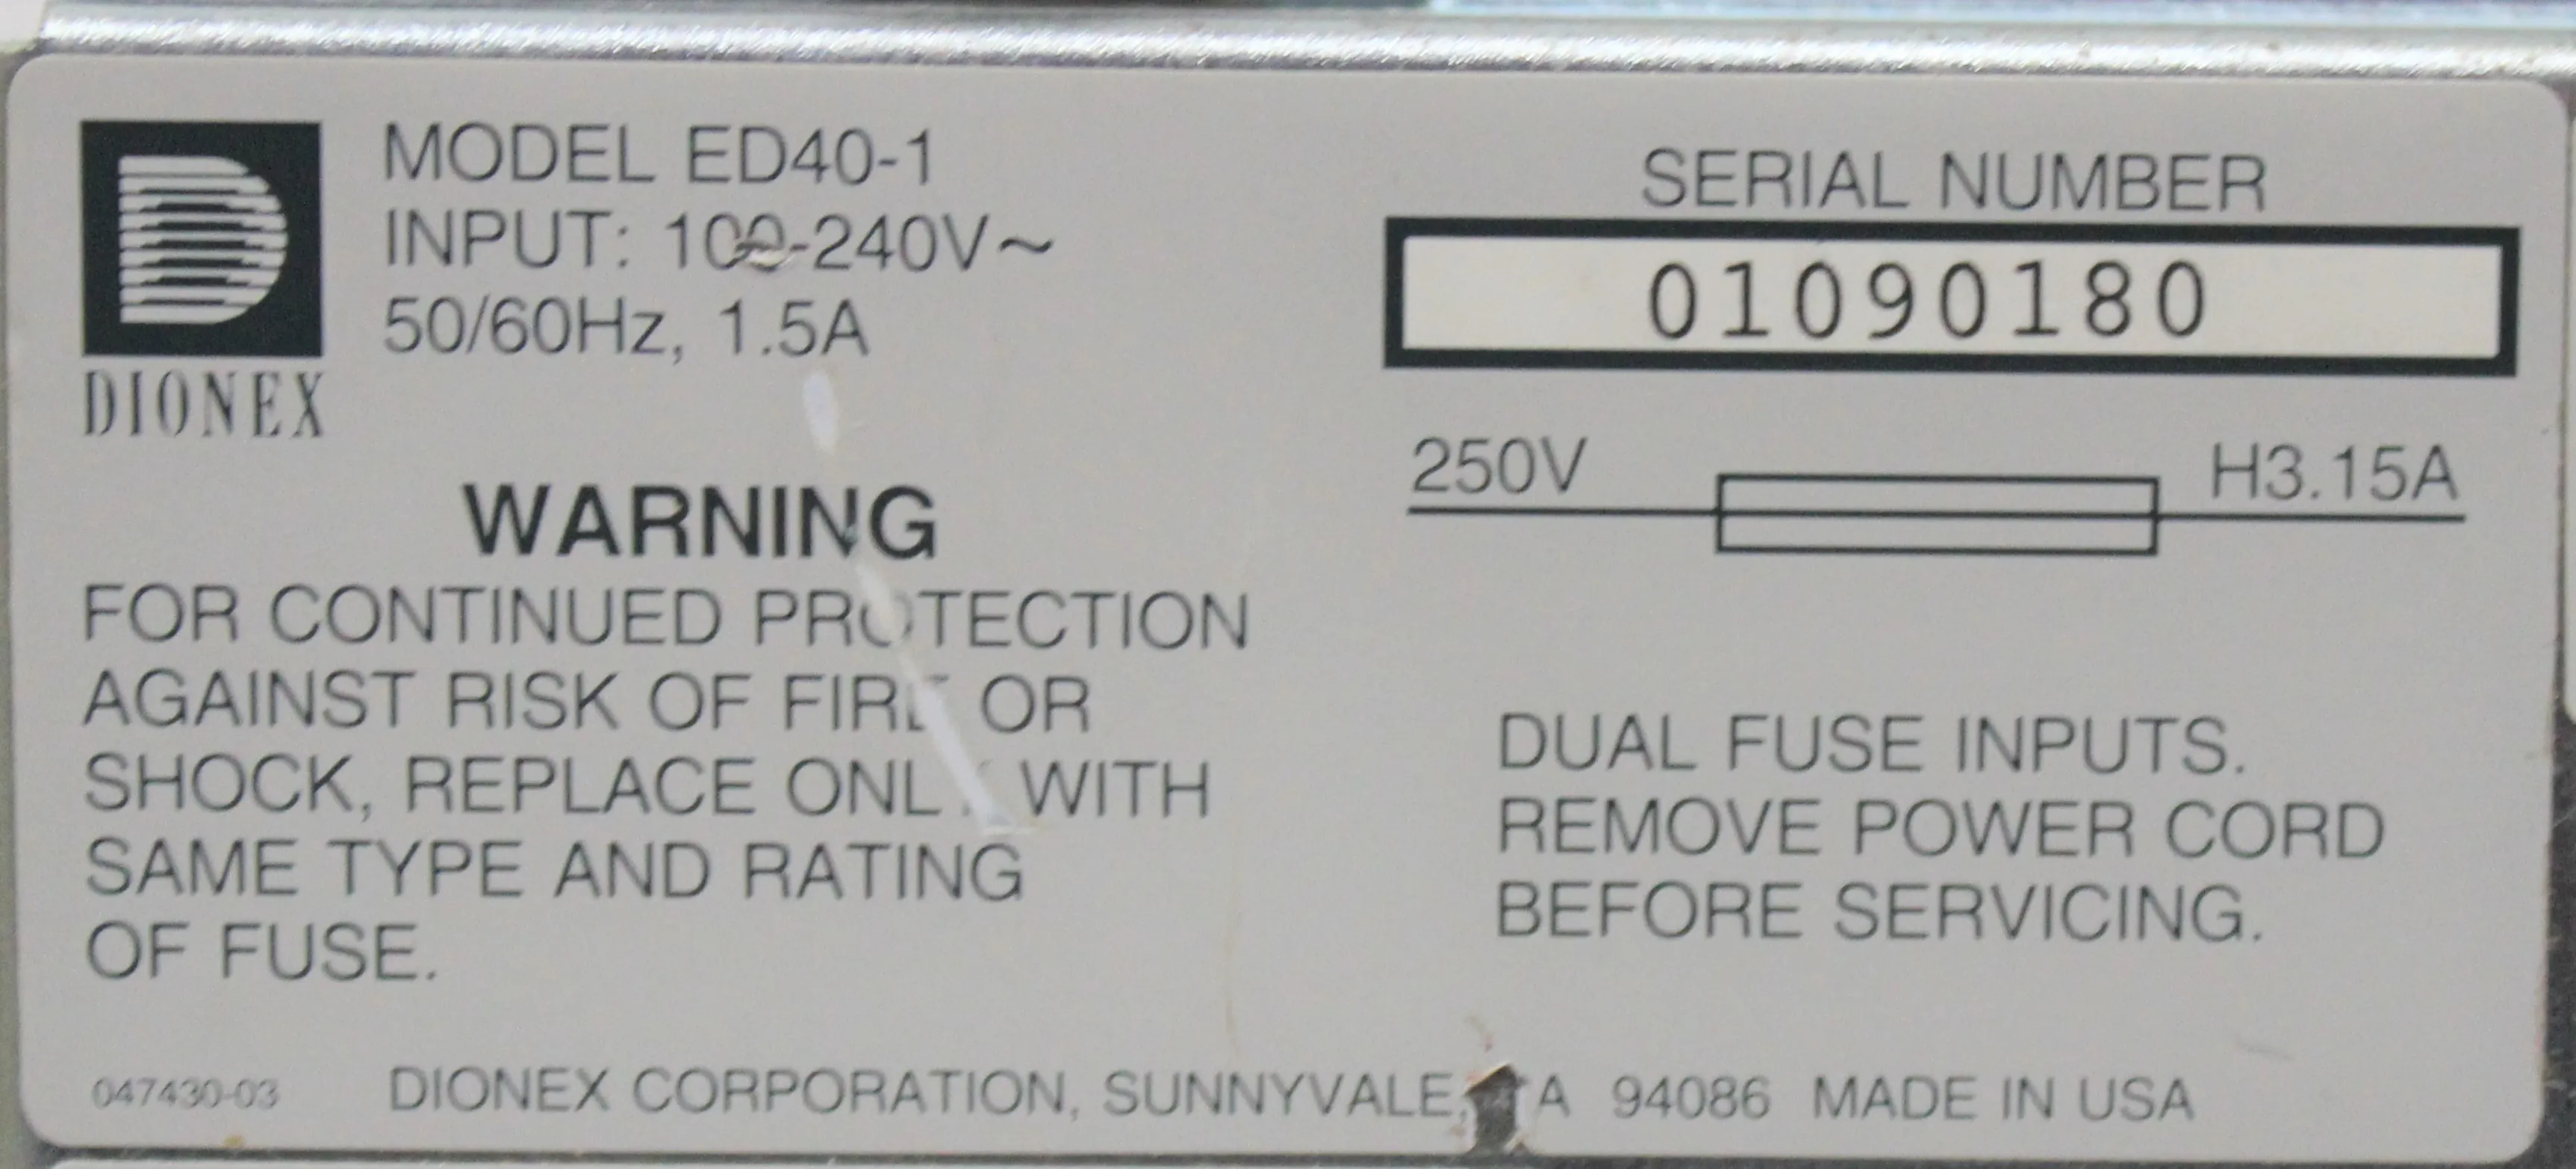 DIONEX
MODEL ED40-1
INPUT: 100-240V~
50/60Hz, 1.5A
WARNING
FOR CONTINUED PROTECTION
AGAINST RISK OF FIRE OR
SHOCK, REPLACE ONLY WITH
SAME TYPE AND RATING
OF FUSE.
SERIAL NUMBER
01090180
250V H3.15A
DUAL FUSE INPUTS.
REMOVE POWER CORD
BEFORE SERVICING.
047430-03 DIONEX CORPORATION, SUNNYVALE, CA 94086 MADE IN USA